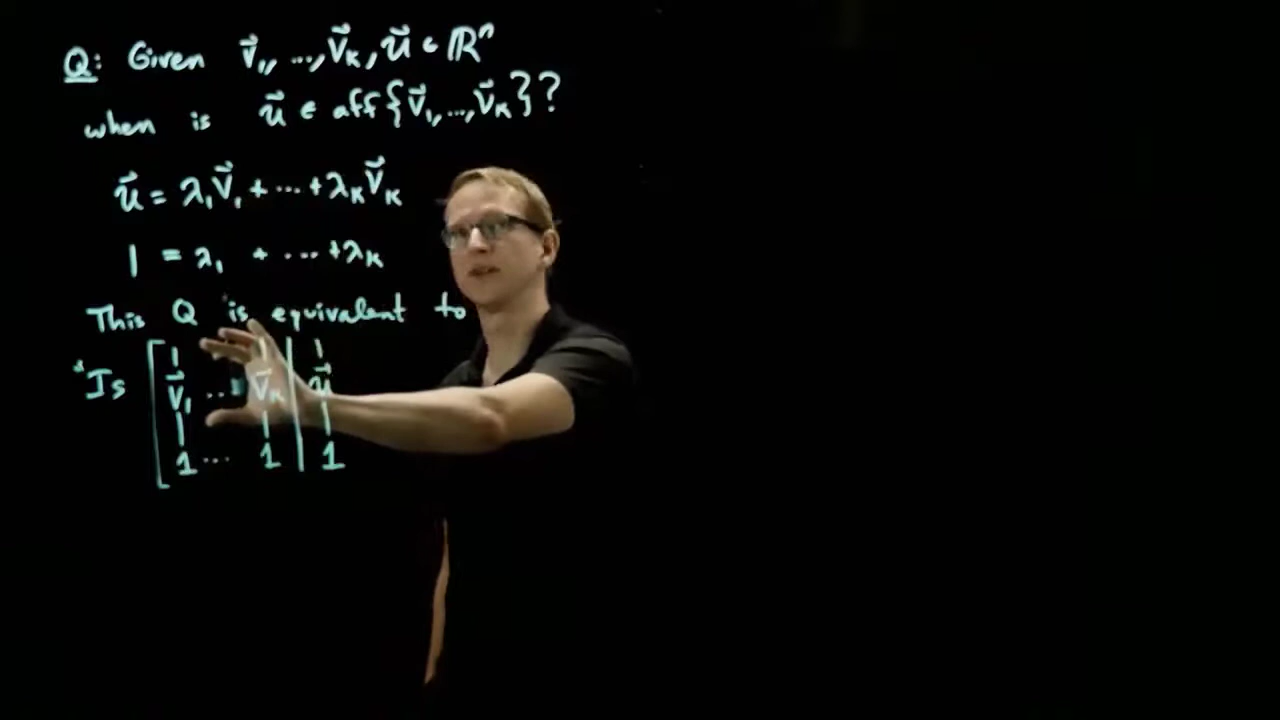 Q: Given v⃗₁, ..., v⃗ₖ, u⃗ ∈ ℝⁿ
when is u⃗ ∈ aff{v⃗₁, ..., v⃗ₖ}?
u⃗ = λ₁v⃗₁ + ... + λₖv⃗ₖ
1 = λ₁ + ... + λₖ
This Q is equivalent to
"Is [ | | | |
v⃗₁ ... v⃗ₖ | u⃗
| | | |
1 ... 1 | 1